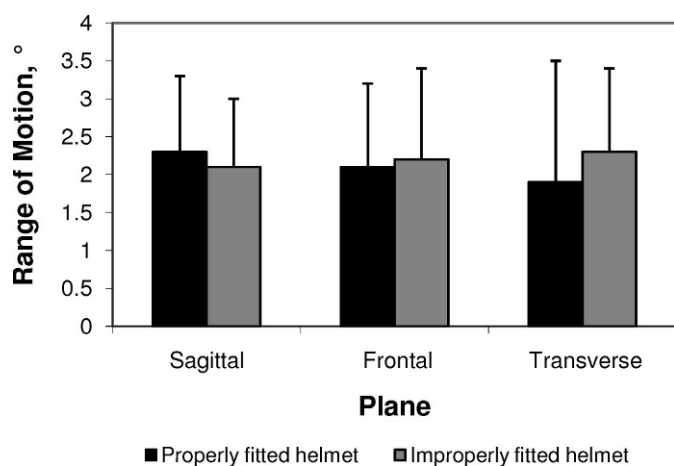 Range of Motion, °
4
3.5
3
2.5
2
1.5
1
0.5
0
Sagittal Frontal Transverse
Plane
Properly fitted helmet Improperly fitted helmet